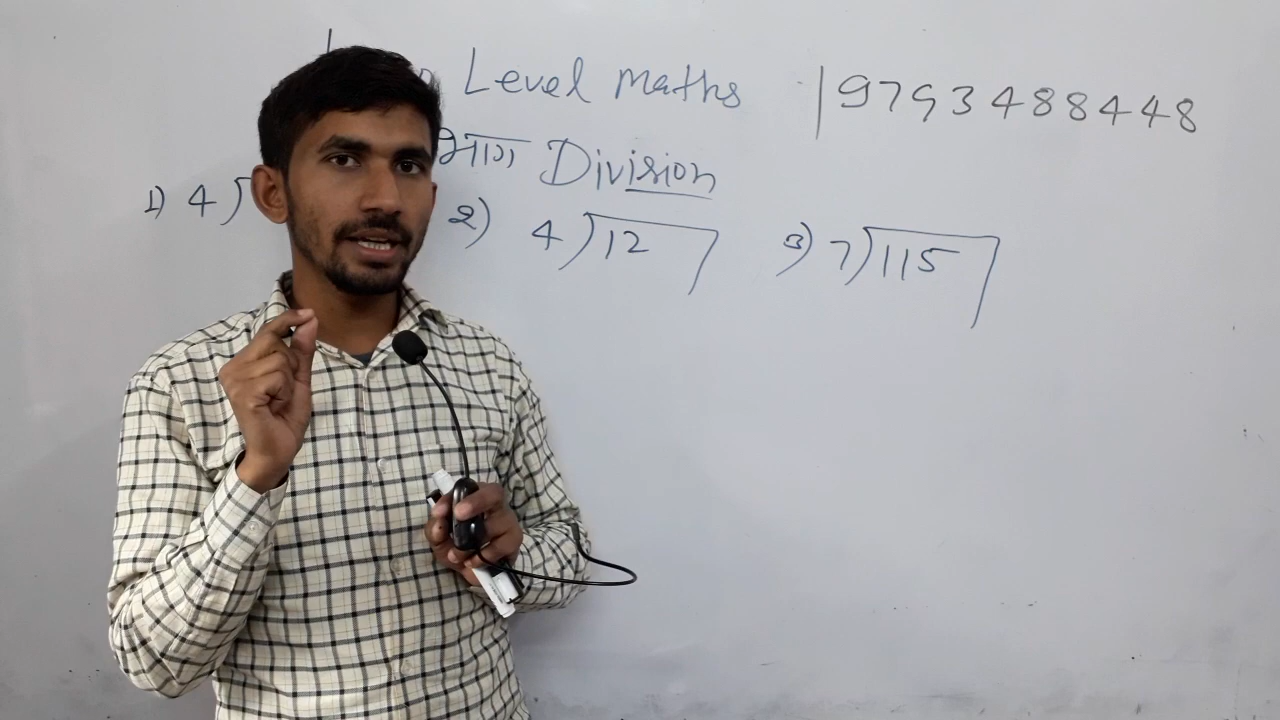 Level maths 9793488448
भाग Division
1) 4) 2) 4)12 3) 7)115